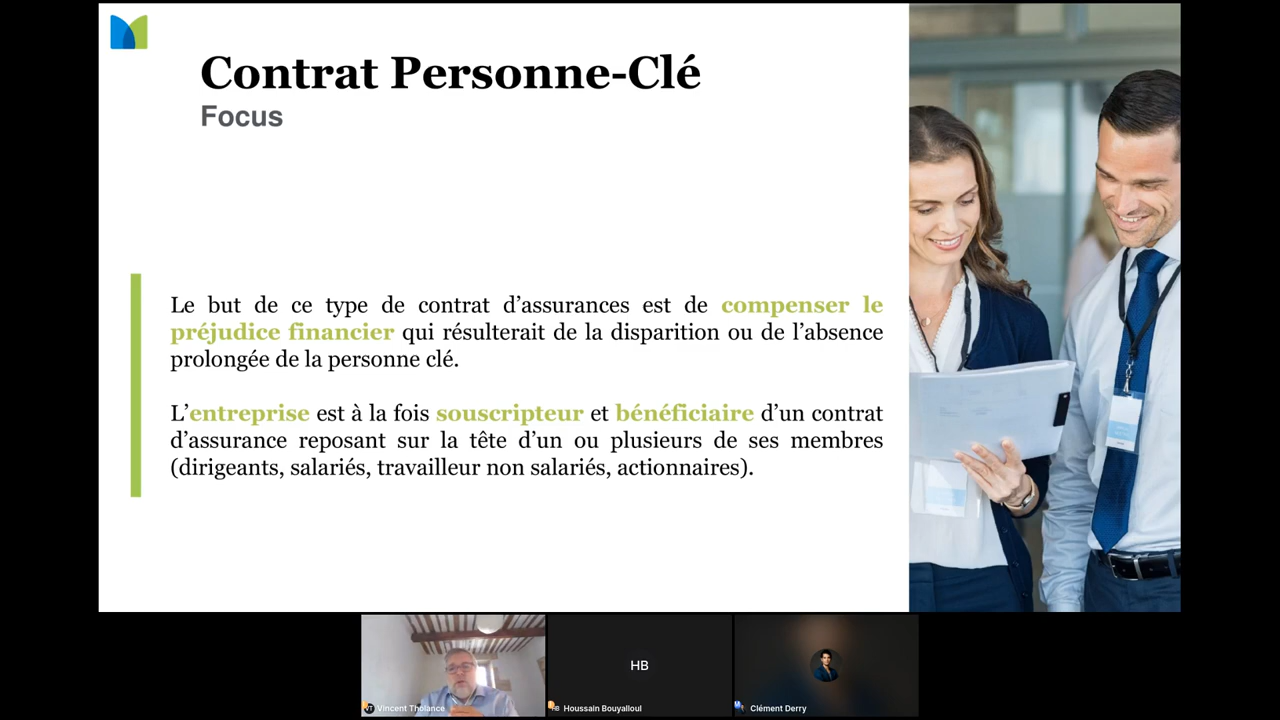 Contrat Personne-Clé
Focus
Le but de ce type de contrat d’assurances est de compenser le
préjudice financier qui résulterait de la disparition ou de l’absence
prolongée de la personne clé.
L’entreprise est à la fois souscripteur et bénéficiaire d’un contrat
d’assurance reposant sur la tête d’un ou plusieurs de ses membres
(dirigeants, salariés, travailleur non salariés, actionnaires).
HB
VT Vincent Tholance
HB Houssain Bouyalloul
Clément Derry